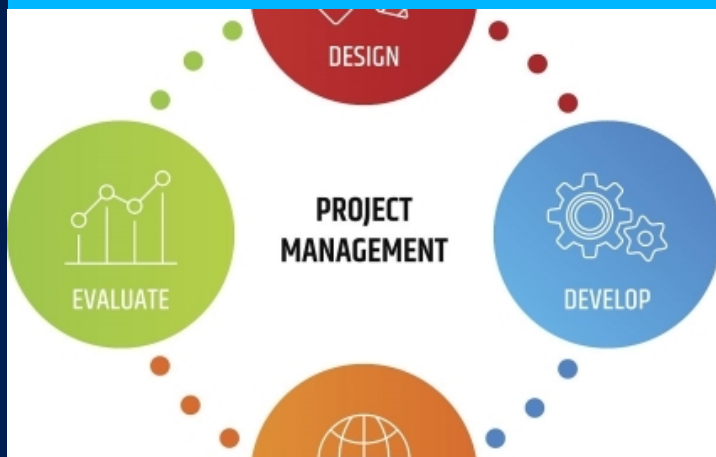 DESIGN
PROJECT
MANAGEMENT
EVALUATE
DEVELOP